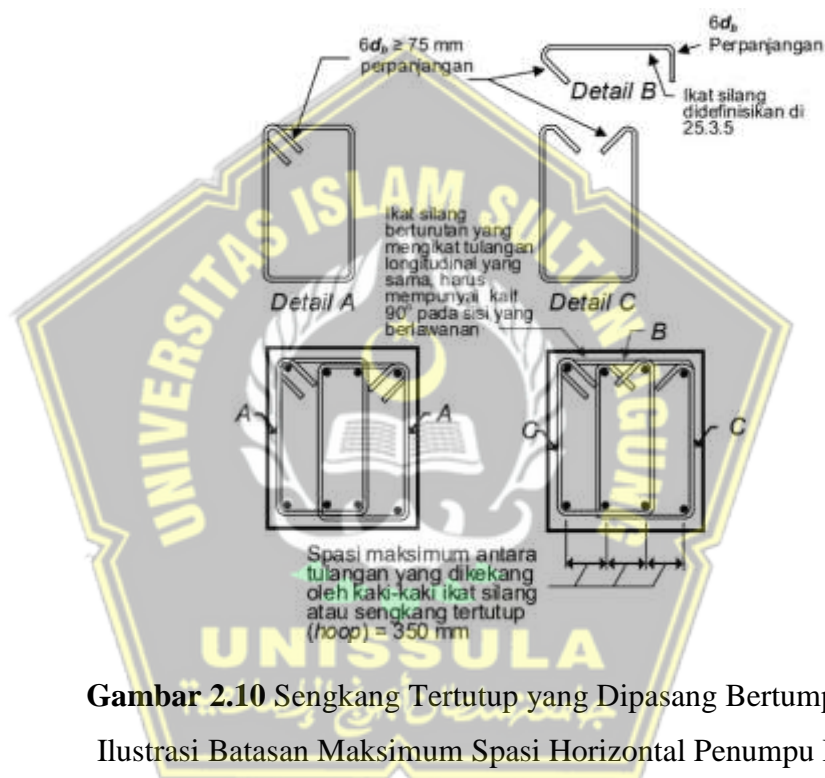 6db ≥ 75 mm
perpanjangan
6db
Perpanjangan
Detail B
Ikat silang
didefinisikan di
25.3.5
Ikat silang
berturutan yang
mengikat tulangan
longitudinal yang
sama, harus
mempunyai kait
90° pada sisi yang
berlawanan
Detail A
Detail C
B
A
A
C
C
Spasi maksimum antara
tulangan yang dikekang
oleh kaki-kaki ikat silang
atau sengkang tertutup
(hoop) = 350 mm
UNIVERSITAS ISLAM SULTAN AGUNG
UNISSULA
Gambar 2.10 Sengkang Tertutup yang Dipasang Bertump
Ilustrasi Batasan Maksimum Spasi Horizontal Penumpu